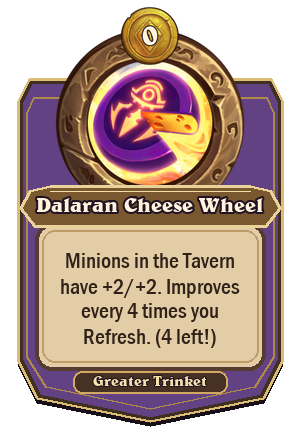 0
Dalaran Cheese Wheel
Minions in the Tavern
have +2/+2. Improves
every 4 times you
Refresh. (4 left!)
Greater Trinket